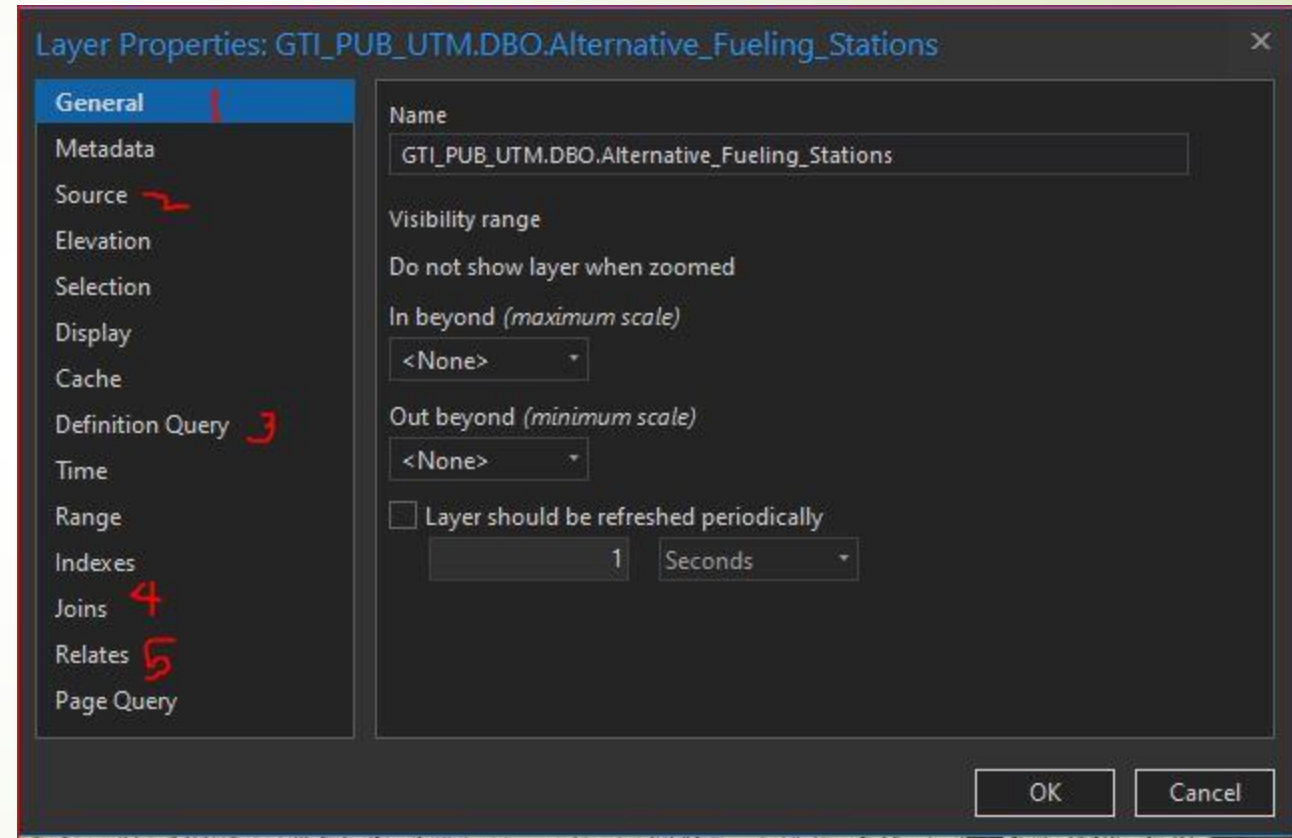 Layer Properties: GTI_PUB_UTM.DBO.Alternative_Fueling_Stations
General 1
Metadata
Source 2
Elevation
Selection
Display
Cache
Definition Query 3
Time
Range
Indexes
Joins 4
Relates 5
Page Query
Name
GTI_PUB_UTM.DBO.Alternative_Fueling_Stations
Visibility range
Do not show layer when zoomed
In beyond (maximum scale)
<None>
Out beyond (minimum scale)
<None>
Layer should be refreshed periodically
1 Seconds
OK Cancel